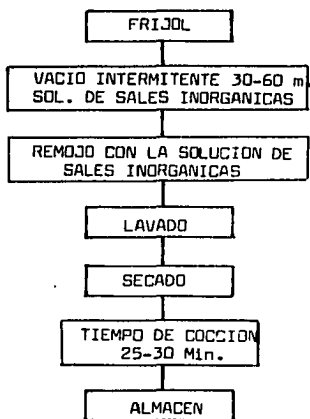 FRIJOL
VACIO INTERMITENTE 30-60 m
SOL. DE SALES INORGANICAS
REMOJO CON LA SOLUCION DE
SALES INORGANICAS
LAVADO
SECADO
TIEMPO DE COCCION
25-30 Min.
ALMACEN